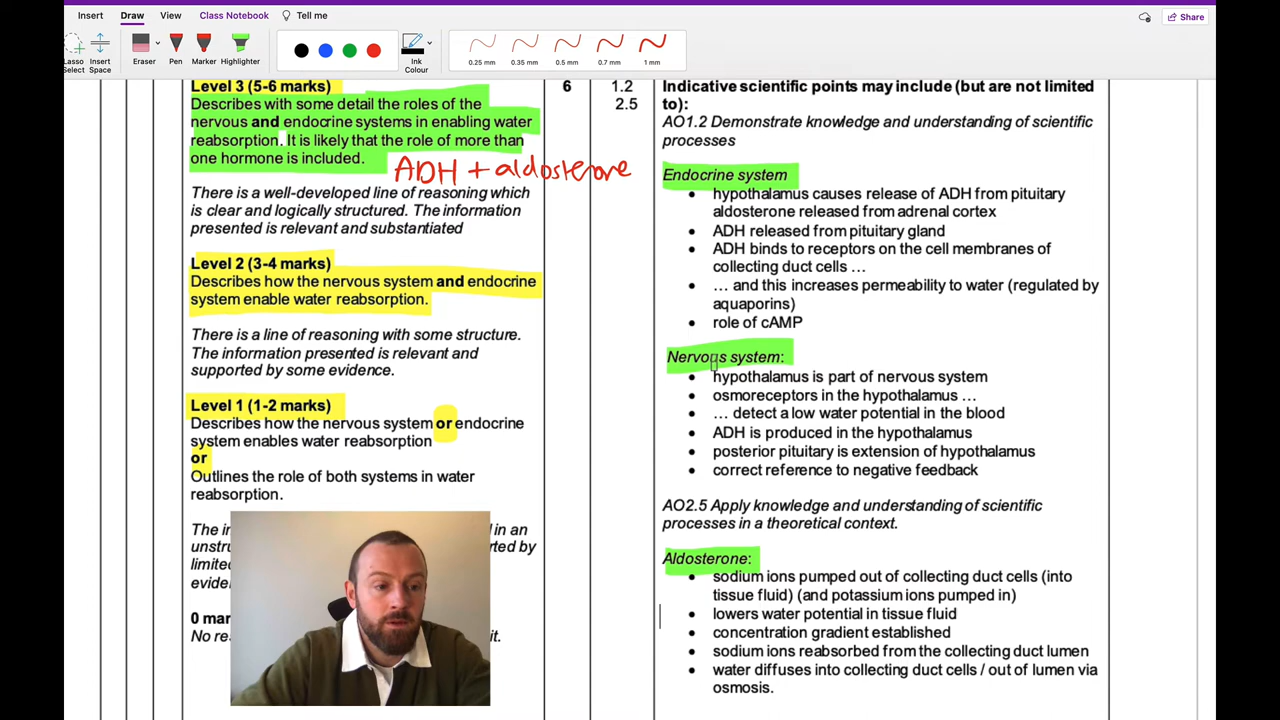 Insert Draw View Class Notebook Tell me
Share
Lasso Select
Insert Space
Eraser
Pen
Marker
Highlighter
Ink Colour
0.25 mm 0.35 mm 0.5 mm 0.7 mm 1 mm
Level 3 (5-6 marks)
Describes with some detail the roles of the
nervous and endocrine systems in enabling water
reabsorption. It is likely that the role of more than
one hormone is included.
ADH + aldosterone
There is a well-developed line of reasoning which
is clear and logically structured. The information
presented is relevant and substantiated
Level 2 (3-4 marks)
Describes how the nervous system and endocrine
system enable water reabsorption.
There is a line of reasoning with some structure.
The information presented is relevant and
supported by some evidence.
Level 1 (1-2 marks)
Describes how the nervous system or endocrine
system enables water reabsorption
or
Outlines the role of both systems in water
reabsorption.
The in
unstru
limited
evide
0 mar
No res
d in an
orted by
it.
6
1.2
2.5
Indicative scientific points may include (but are not limited
to):
AO1.2 Demonstrate knowledge and understanding of scientific
processes
Endocrine system
• hypothalamus causes release of ADH from pituitary
aldosterone released from adrenal cortex
• ADH released from pituitary gland
• ADH binds to receptors on the cell membranes of
collecting duct cells …
• … and this increases permeability to water (regulated by
aquaporins)
• role of cAMP
Nervous system:
• hypothalamus is part of nervous system
• osmoreceptors in the hypothalamus …
• … detect a low water potential in the blood
• ADH is produced in the hypothalamus
• posterior pituitary is extension of hypothalamus
• correct reference to negative feedback
AO2.5 Apply knowledge and understanding of scientific
processes in a theoretical context.
Aldosterone:
• sodium ions pumped out of collecting duct cells (into
tissue fluid) (and potassium ions pumped in)
• lowers water potential in tissue fluid
• concentration gradient established
• sodium ions reabsorbed from the collecting duct lumen
• water diffuses into collecting duct cells / out of lumen via
osmosis.